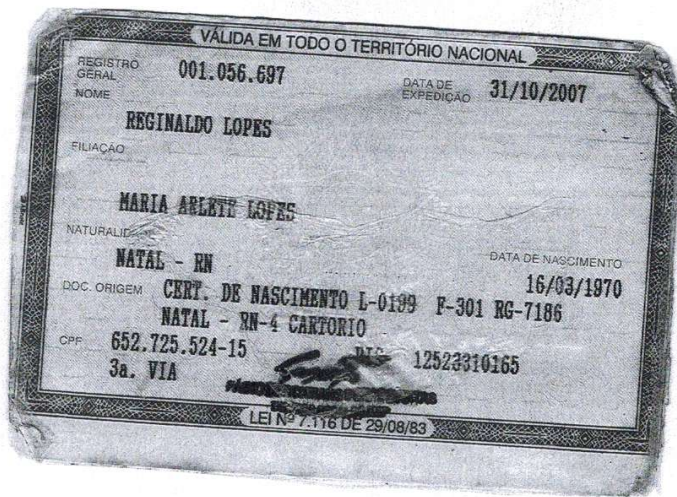 VÁLIDA EM TODO O TERRITÓRIO NACIONAL
REGISTRO GERAL 001.056.697 DATA DE EXPEDIÇÃO 31/10/2007
NOME
REGINALDO LOPES
FILIAÇÃO
MARIA ARLETE LOPES
NATURALIDADE DATA DE NASCIMENTO
NATAL - RN 16/03/1970
DOC. ORIGEM CERT. DE NASCIMENTO L-0199 F-301 RG-7186
NATAL - RN-4 CARTORIO
CPF 652.725.524-15 PIS 12523310165
3a. VIA
LEI Nº 7.116 DE 29/08/83